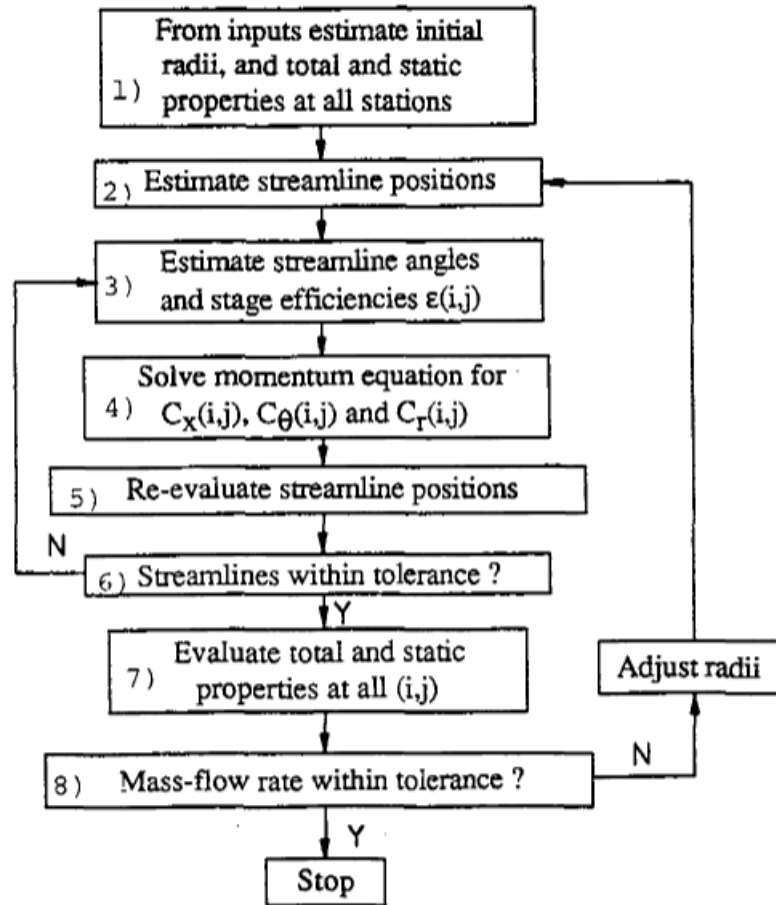 From inputs estimate initial
radii, and total and static
1) properties at all stations
2) Estimate streamline positions
3) Estimate streamline angles
and stage efficiencies ε(i,j)
Solve momentum equation for
4) Cx(i,j), Cθ(i,j) and Cr(i,j)
5) Re-evaluate streamline positions
N
6) Streamlines within tolerance ?
Y
7) Evaluate total and static
properties at all (i,j)
Adjust radii
N
8) Mass-flow rate within tolerance ?
Y
Stop